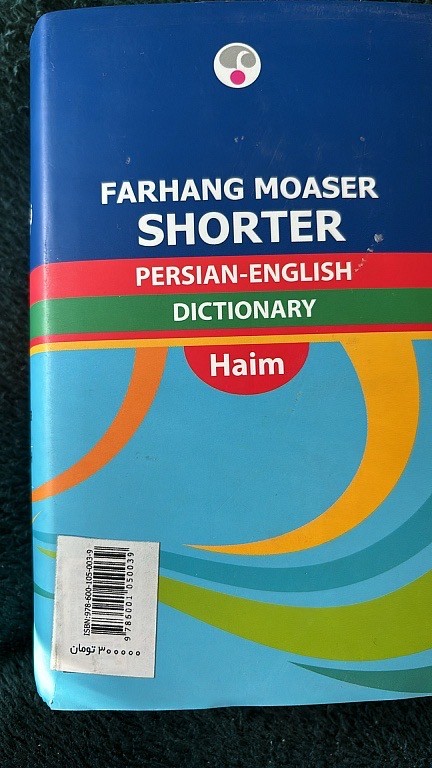 FARHANG MOASER
SHORTER
PERSIAN-ENGLISH
DICTIONARY
Haim
ISBN:978-600-105-003-9
9 786001 050039
۳۰۰۰۰۰ تومان